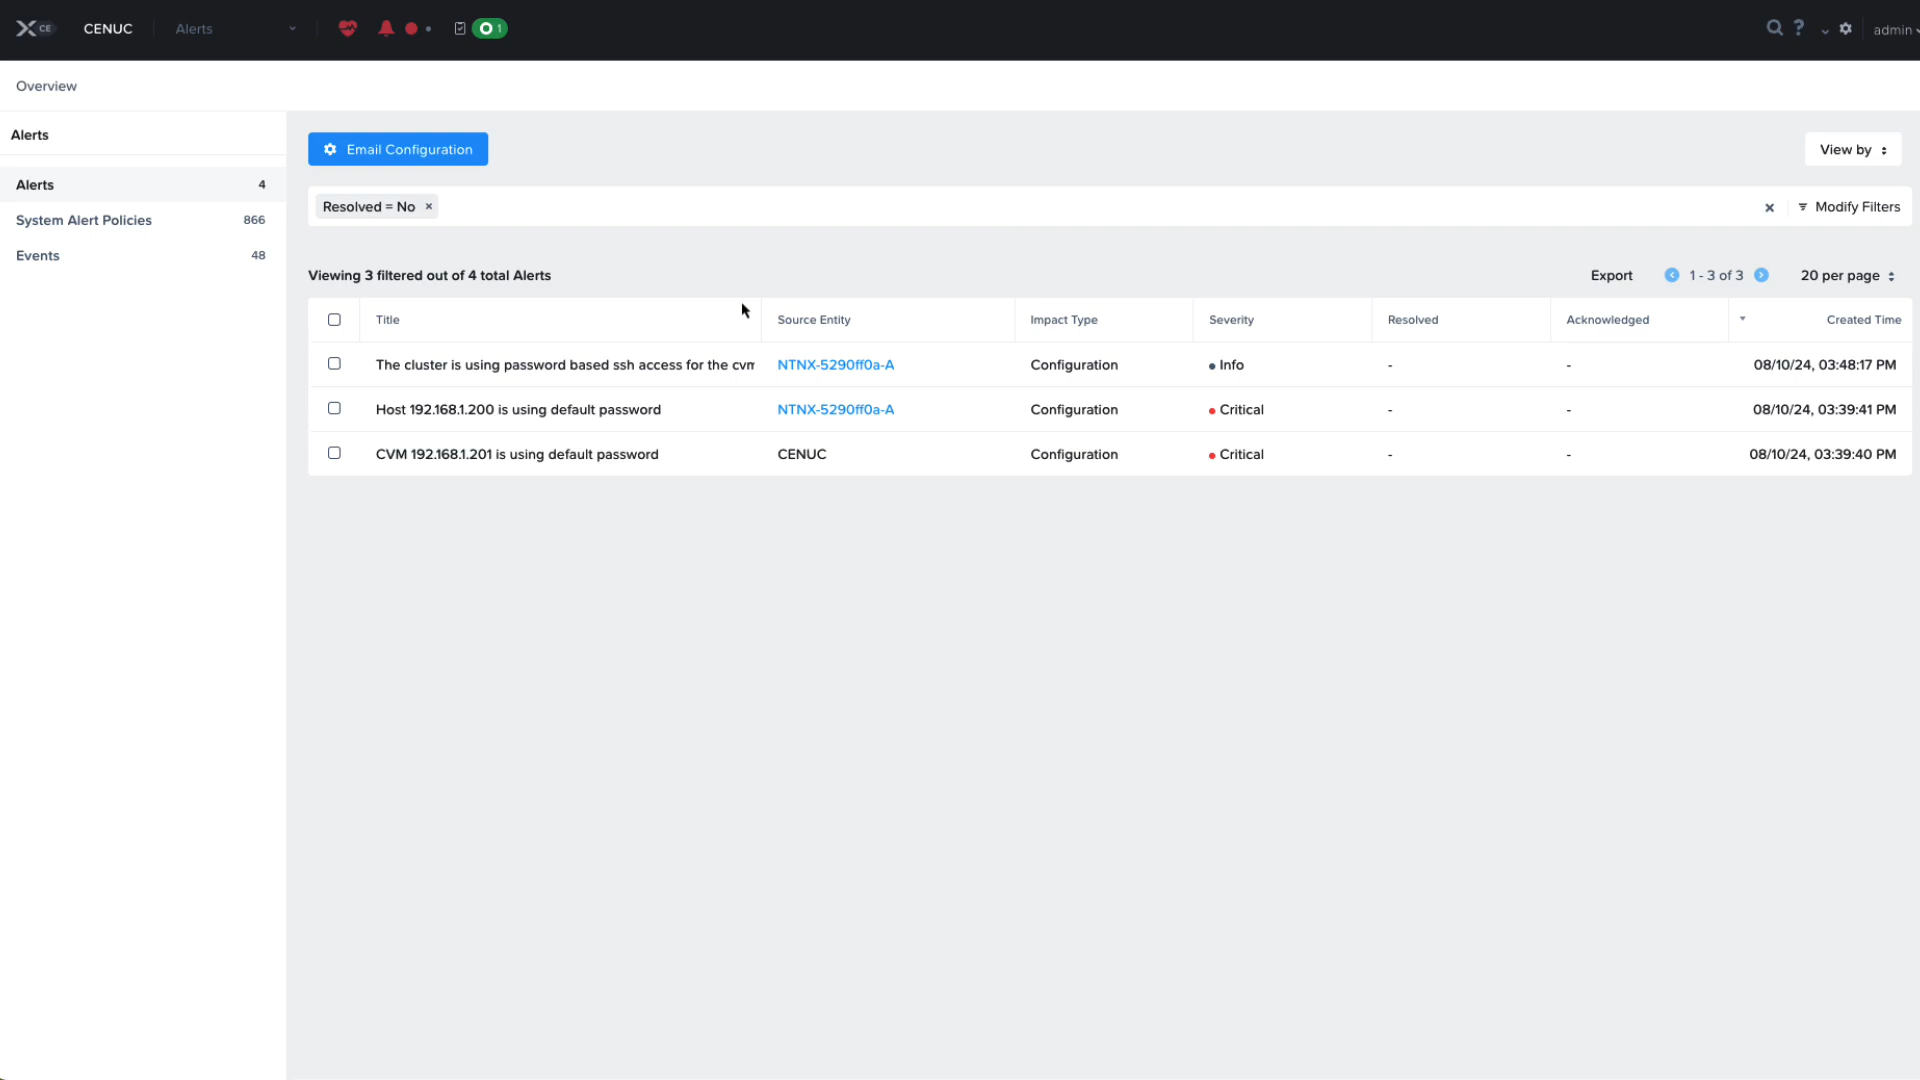 X CE CENUC Alerts 1 ? admin
Overview
Alerts
Email Configuration View by
Alerts 4
System Alert Policies 866
Events 48
Resolved = No × × Modify Filters
Viewing 3 filtered out of 4 total Alerts Export 1 - 3 of 3 20 per page
Title Source Entity Impact Type Severity Resolved Acknowledged Created Time
The cluster is using password based ssh access for the cvm NTNX-5290ff0a-A Configuration Info - - 08/10/24, 03:48:17 PM
Host 192.168.1.200 is using default password NTNX-5290ff0a-A Configuration Critical - - 08/10/24, 03:39:41 PM
CVM 192.168.1.201 is using default password CENUC Configuration Critical - - 08/10/24, 03:39:40 PM